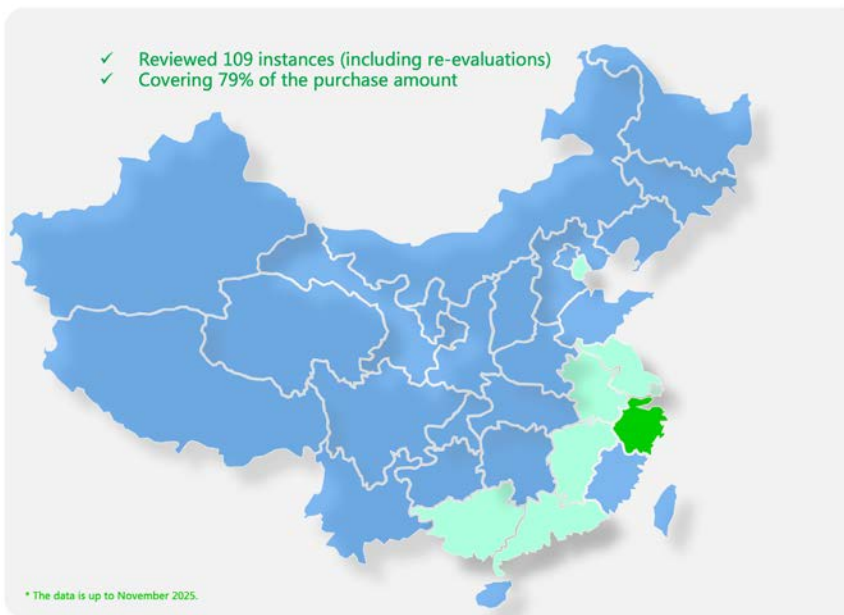 ✓ Reviewed 109 instances (including re-evaluations)
✓ Covering 79% of the purchase amount
* The data is up to November 2025.